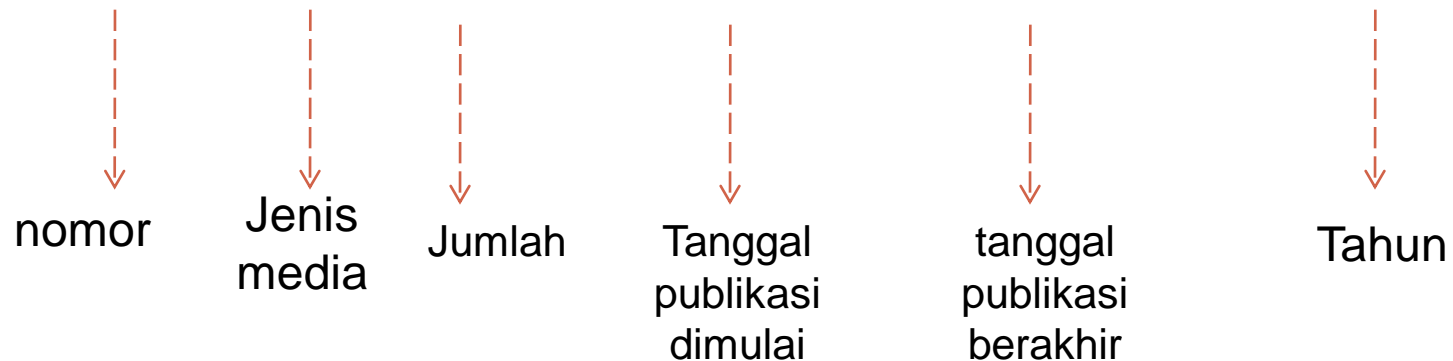 nomor
Jenis
media
Jumlah
Tanggal
publikasi
dimulai
tanggal
publikasi
berakhir
Tahun